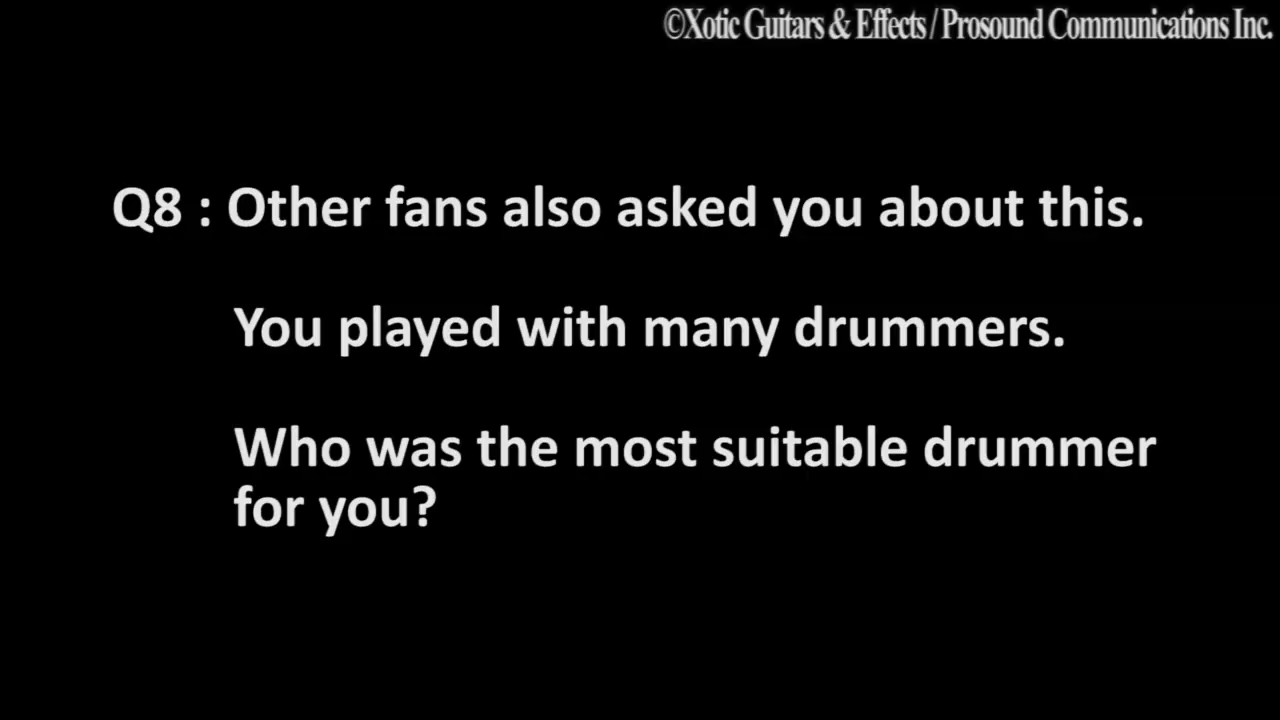 ©Xotic Guitars & Effects / Prosound Communications Inc.
Q8 : Other fans also asked you about this.
You played with many drummers.
Who was the most suitable drummer
for you?